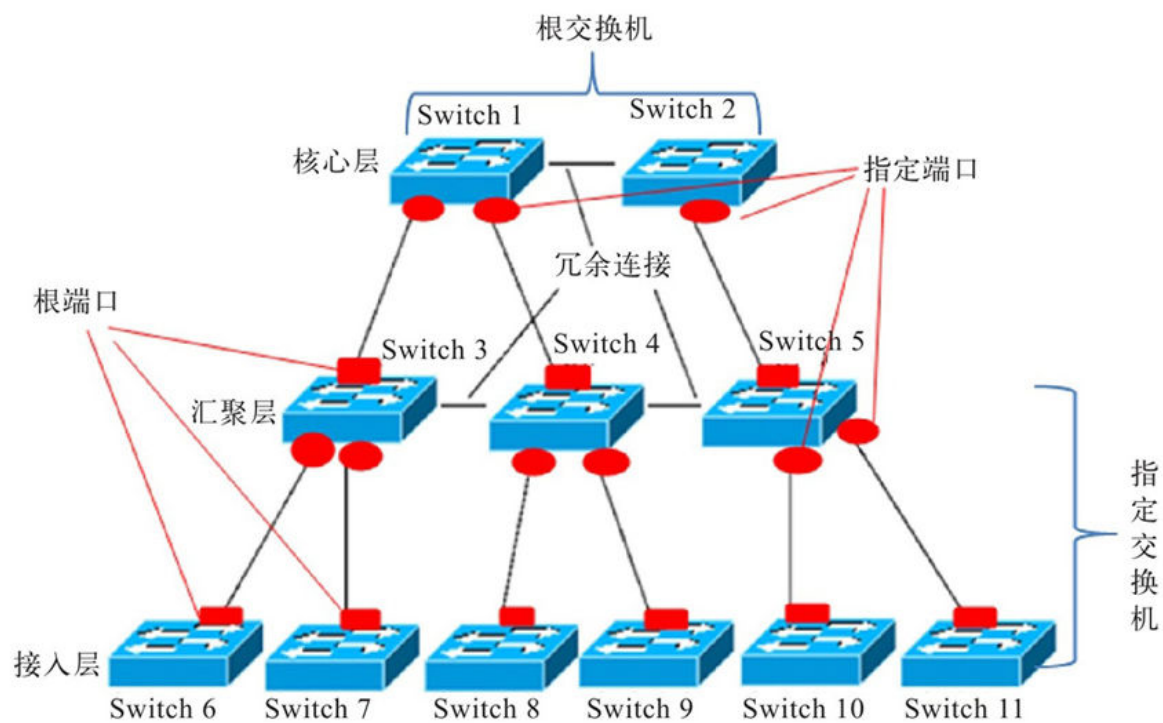 根交换机
Switch 1
Switch 2
核心层
指定端口
冗余连接
根端口
Switch 3
Switch 4
Switch 5
汇聚层
指定交换机
接入层
Switch 6
Switch 7
Switch 8
Switch 9
Switch 10
Switch 11